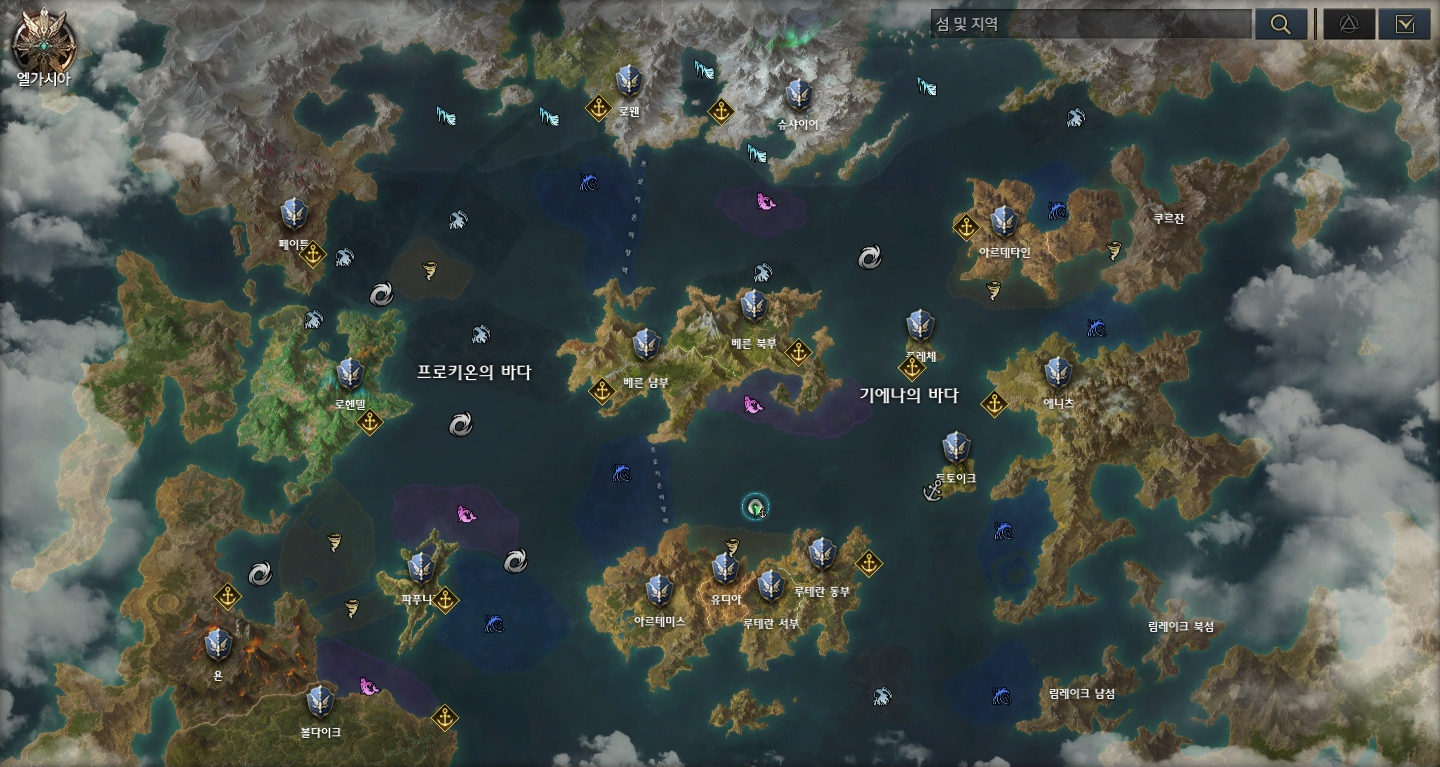 섬 및 지역
엘가시아
로웬
슈샤이어
쿠르잔
페이튼
아르데타인
베른 북부
플레체
프로키온의 바다
베른 남부
기에나의 바다
로헨델
애니츠
토토이크
파푸니
유디아
루테란 동부
아르테미스
루테란 서부
림레이크 북섬
욘
림레이크 남섬
볼다이크